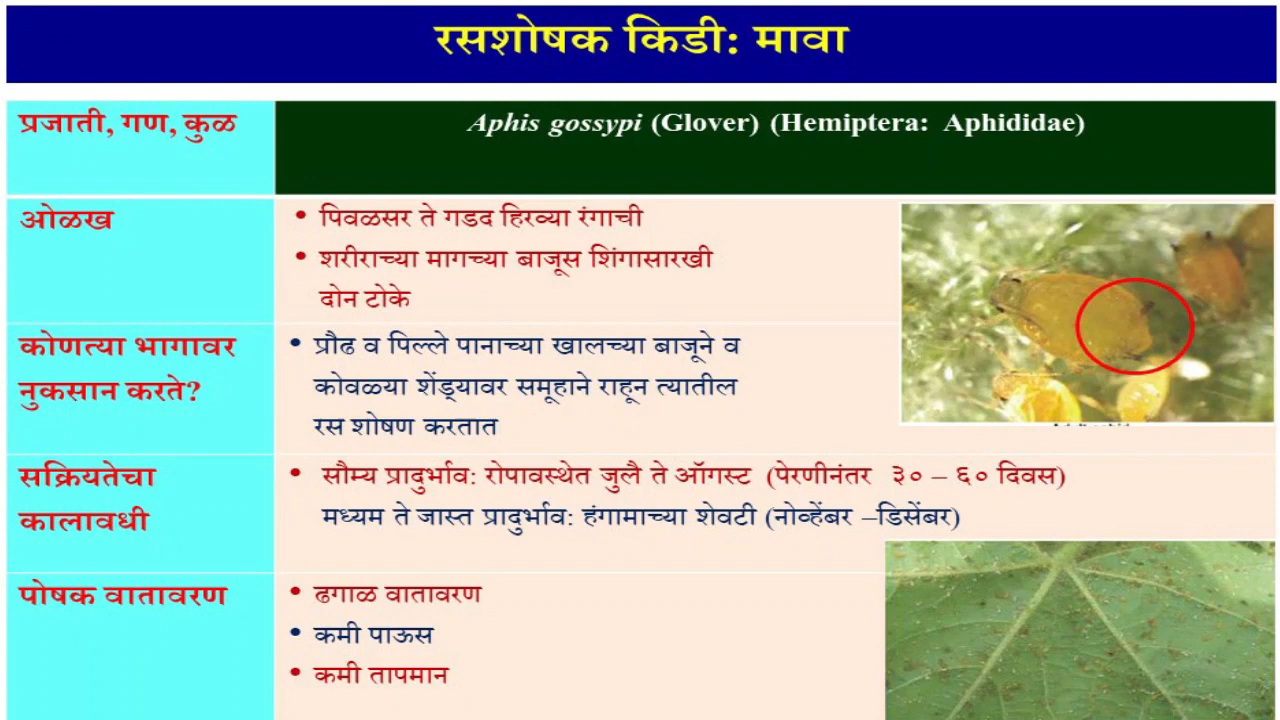 रसशोषक किडी: मावा
प्रजाती, गण, कुळ
Aphis gossypi (Glover) (Hemiptera: Aphididae)
ओळख
• पिवळसर ते गडद हिरव्या रंगाची
• शरीराच्या मागच्या बाजूस शिंगासारखी
दोन टोके
कोणत्या भागावर
नुकसान करते?
• प्रौढ व पिल्ले पानाच्या खालच्या बाजूने व
कोवळ्या शेंड्यावर समूहाने राहून त्यातील
रस शोषण करतात
सक्रियतेचा
कालावधी
• सौम्य प्रादुर्भाव: रोपावस्थेत जुलै ते ऑगस्ट (पेरणीनंतर ३० – ६० दिवस)
मध्यम ते जास्त प्रादुर्भाव: हंगामाच्या शेवटी (नोव्हेंबर –डिसेंबर)
पोषक वातावरण
• ढगाळ वातावरण
• कमी पाऊस
• कमी तापमान